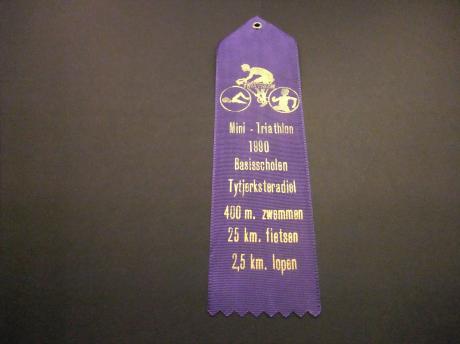 Mini - Triathlon
1990
Basisscholen
Tytjerksteradiel
400 m. zwemmen
25 km. fietsen
2,5 km. lopen